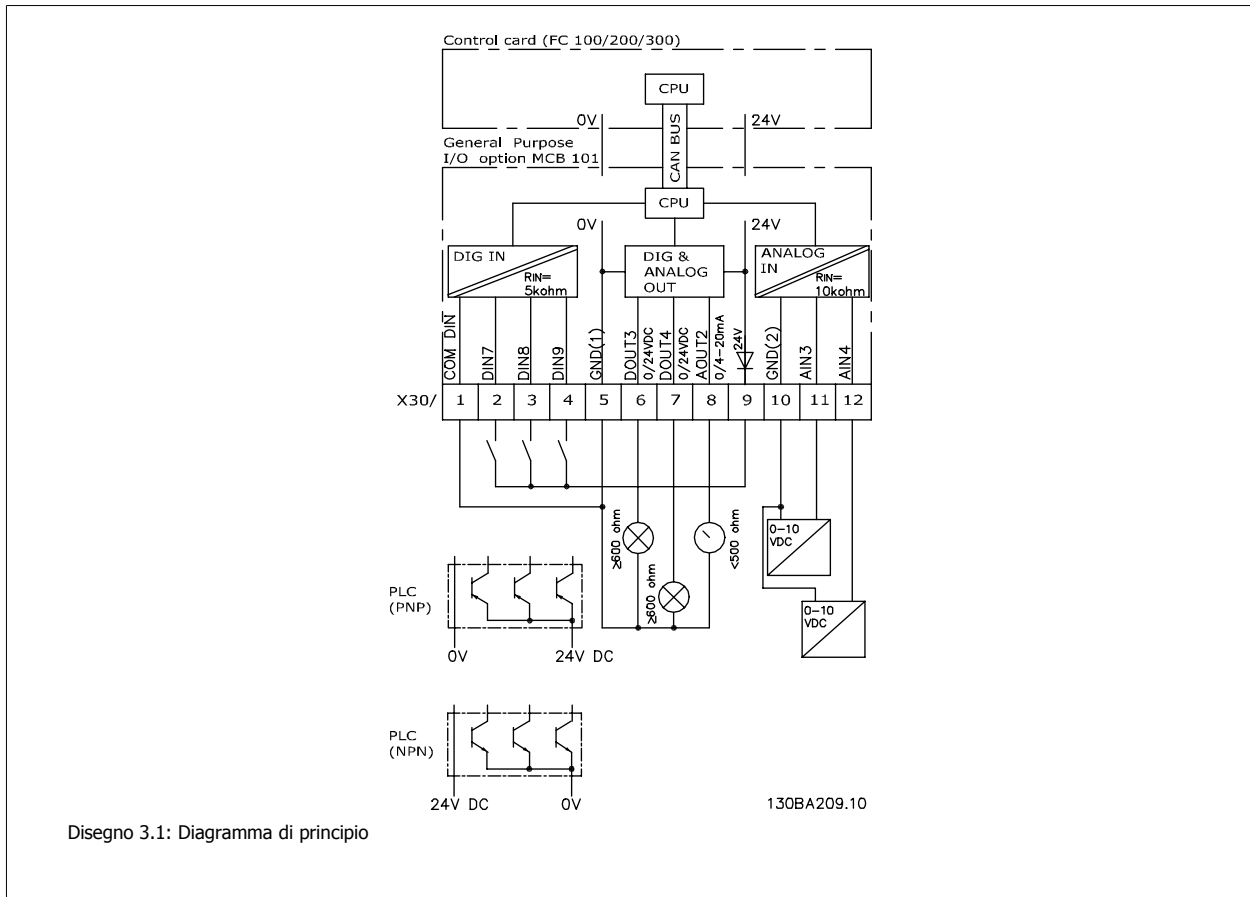 Control card (FC 100/200/300)
CPU
0V
24V
CAN BUS
General Purpose
I/O option MCB 101
CPU
0V
24V
DIG IN
RIN=
5kohm
DIG &
ANALOG
OUT
ANALOG
IN
RIN=
10kohm
COM DIN
DIN7
DIN8
DIN9
GND(1)
DOUT3
0/24VDC
DOUT4
0/24VDC
AOUT2
0/4-20mA
24V
GND(2)
AIN3
AIN4
X30/
1
2
3
4
5
6
7
8
9
10
11
12
≥600 ohm
≥600 ohm
<500 ohm
0-10
VDC
0-10
VDC
PLC
(PNP)
0V
24V DC
PLC
(NPN)
24V DC
0V
130BA209.10
Disegno 3.1: Diagramma di principio